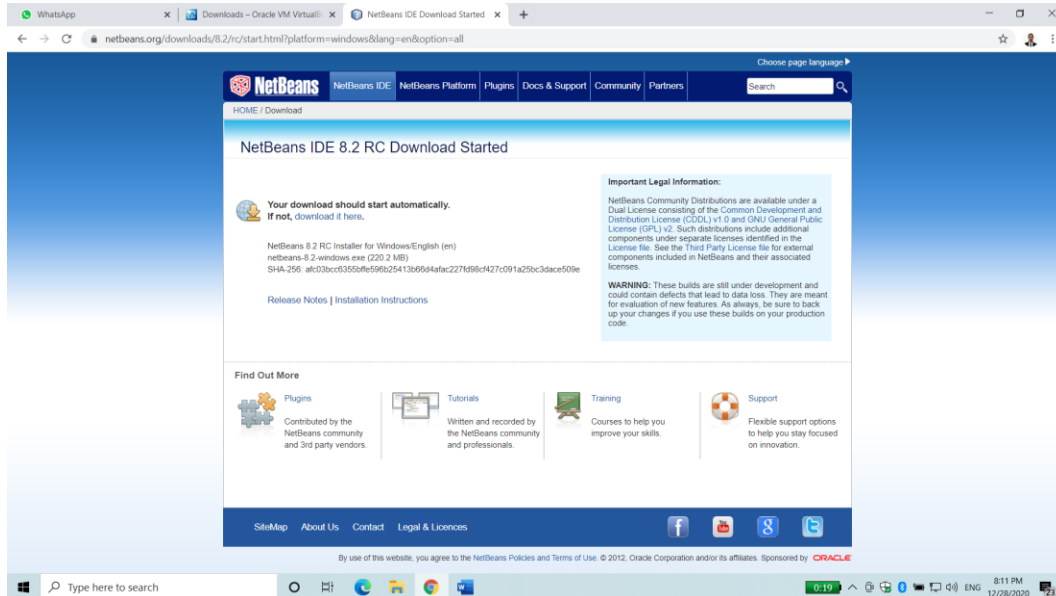 WhatsApp
Downloads – Oracle VM VirtualB
NetBeans IDE Download Started
netbeans.org/downloads/8.2/rc/start.html?platform=windows&lang=en&option=all
Choose page language
NetBeans
NetBeans IDE
NetBeans Platform
Plugins
Docs & Support
Community
Partners
Search
HOME / Download
NetBeans IDE 8.2 RC Download Started
Your download should start automatically.
If not, download it here.
NetBeans 8.2 RC Installer for Windows/English (en)
netbeans-8.2-windows.exe (220.2 MB)
SHA-256: afc03bcc6355bffe596b25413b66d4afac227fd98cf427c091a25bc3dace509e
Release Notes | Installation Instructions
Important Legal Information:
NetBeans Community Distributions are available under a
Dual License consisting of the Common Development and
Distribution License (CDDL) v1.0 and GNU General Public
License (GPL) v2. Such distributions include additional
components under separate licenses identified in the
License file. See the Third Party License file for external
components included in NetBeans and their associated
licenses.
WARNING: These builds are still under development and
could contain defects that lead to data loss. They are meant
for evaluation of new features. As always, be sure to back
up your changes if you use these builds on your production
code.
Find Out More
Plugins
Contributed by the
NetBeans community
and 3rd party vendors.
Tutorials
Written and recorded by
the NetBeans community
and professionals.
Training
Courses to help you
improve your skills.
Support
Flexible support options
to help you stay focused
on innovation.
SiteMap
About Us
Contact
Legal & Licences
By use of this website, you agree to the NetBeans Policies and Terms of Use. © 2012, Oracle Corporation and/or its affiliates. Sponsored by ORACLE
Type here to search
0:19
ENG
8:11 PM
12/28/2020
23